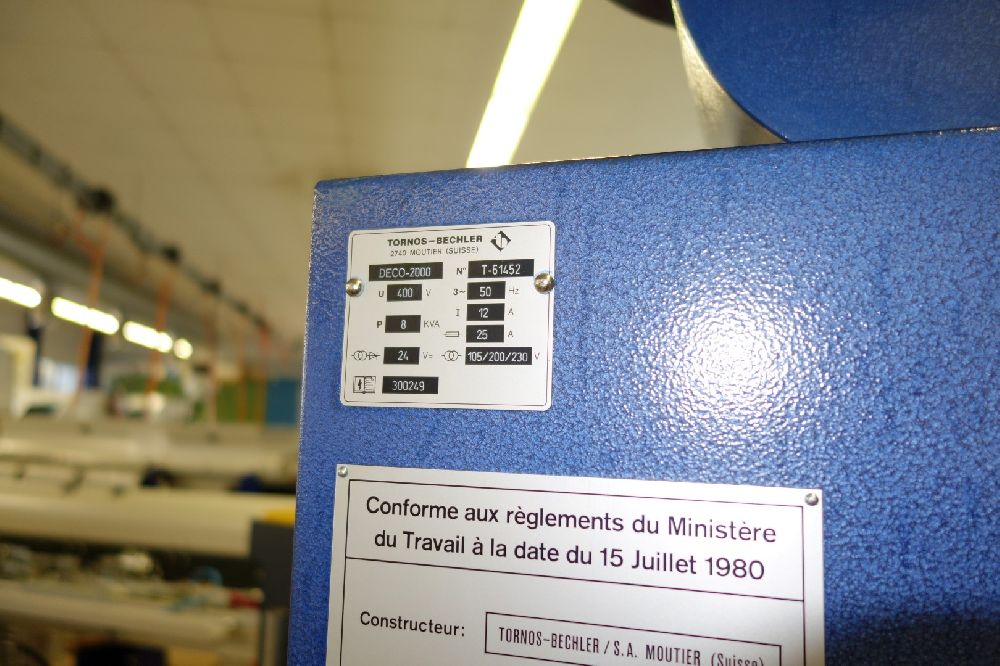 TORNOS-BECHLER
2740 MOUTIER (SUISSE)
DECO-2000 N° T-61452
U 400 V 3~ 50 Hz
I 12 A
P 8 KVA
25 A
24 V= 105/200/230 V
300249
Conforme aux règlements du Ministère
du Travail à la date du 15 Juillet 1980
Constructeur: TORNOS-BECHLER / S.A. MOUTIER (Suisse)